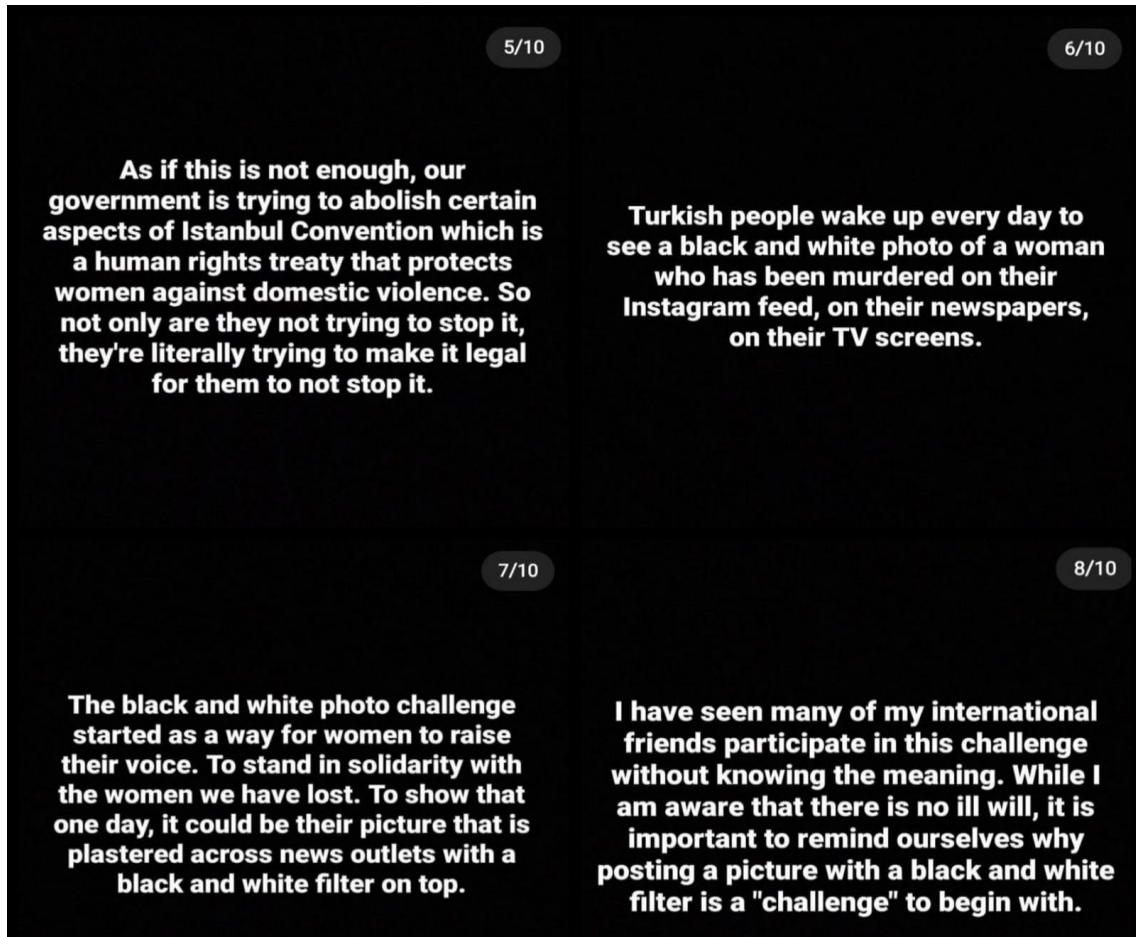 5/10
As if this is not enough, our
government is trying to abolish certain
aspects of Istanbul Convention which is
a human rights treaty that protects
women against domestic violence. So
not only are they not trying to stop it,
they're literally trying to make it legal
for them to not stop it.
6/10
Turkish people wake up every day to
see a black and white photo of a woman
who has been murdered on their
Instagram feed, on their newspapers,
on their TV screens.
7/10
The black and white photo challenge
started as a way for women to raise
their voice. To stand in solidarity with
the women we have lost. To show that
one day, it could be their picture that is
plastered across news outlets with a
black and white filter on top.
8/10
I have seen many of my international
friends participate in this challenge
without knowing the meaning. While I
am aware that there is no ill will, it is
important to remind ourselves why
posting a picture with a black and white
filter is a "challenge" to begin with.